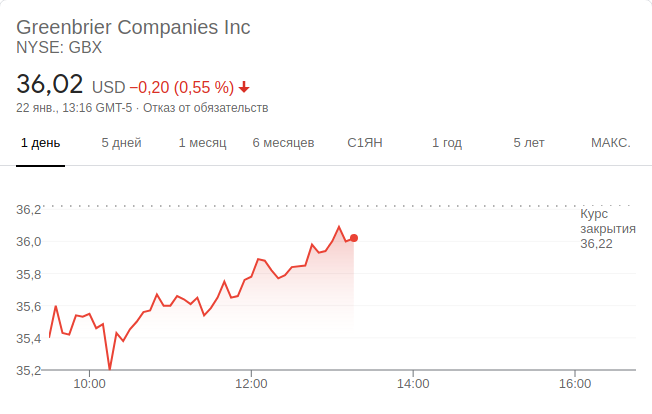 Greenbrier Companies Inc
NYSE: GBX
36,02 USD −0,20 (0,55 %)
22 янв., 13:16 GMT-5 · Отказ от обязательств
1 день 5 дней 1 месяц 6 месяцев С1ЯН 1 год 5 лет МАКС.
36,2
36,0
35,8
35,6
35,4
35,2
Курс
закрытия
36,22
10:00 12:00 14:00 16:00